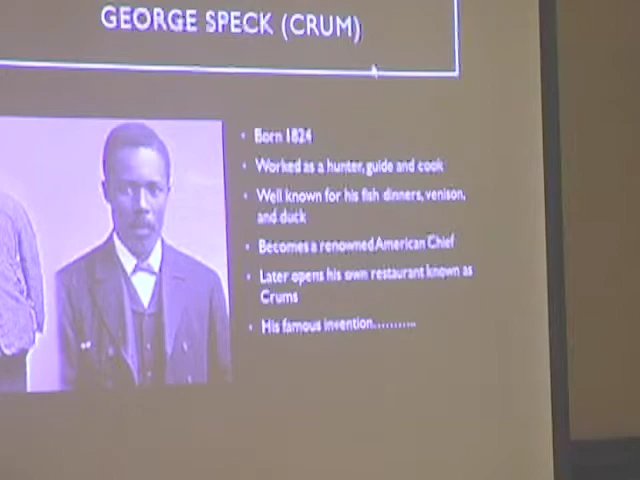 GEORGE SPECK (CRUM)
• Born 1824
• Worked as a hunter, guide and cook
• Well known for his fish dinners, venison,
and duck
• Becomes a renowned American Chief
• Later opens his own restaurant known as
Crums
• His famous invention..........